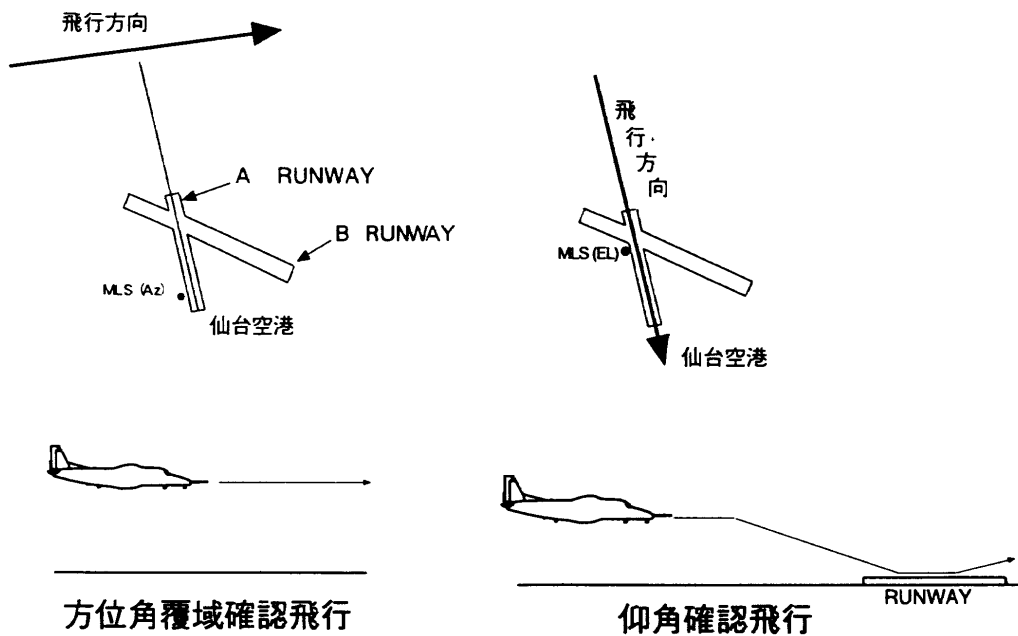 飛行方向
A RUNWAY
B RUNWAY
MLS (Az)
仙台空港
飛
行・
方
向
MLS(EL)
仙台空港
方位角覆域確認飛行
RUNWAY
仰角確認飛行